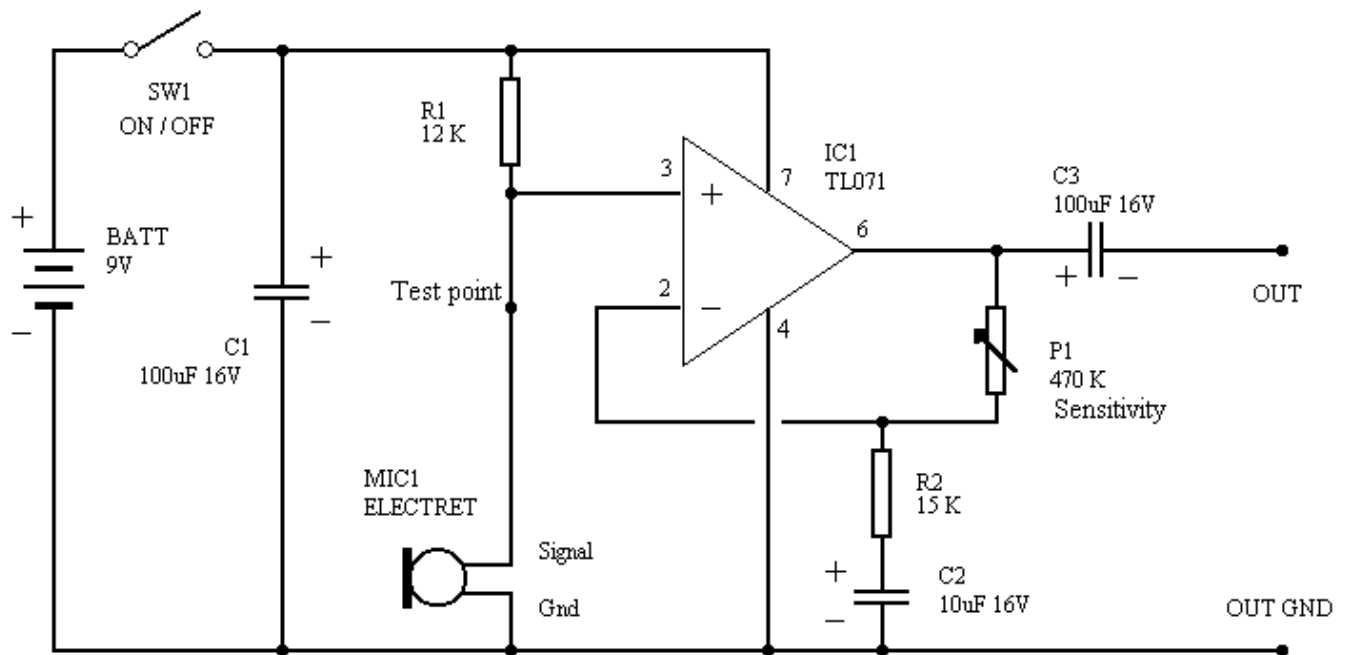 SW1
ON / OFF
R1
12 K
IC1
TL071
3
+
7
C3
100uF 16V
6
+
BATT
9V
+
+
−
Test point
2
−
4
OUT
−
−
C1
100uF 16V
P1
470 K
Sensitivity
MIC1
ELECTRET
R2
15 K
Signal
Gnd
+
C2
10uF 16V
−
OUT GND